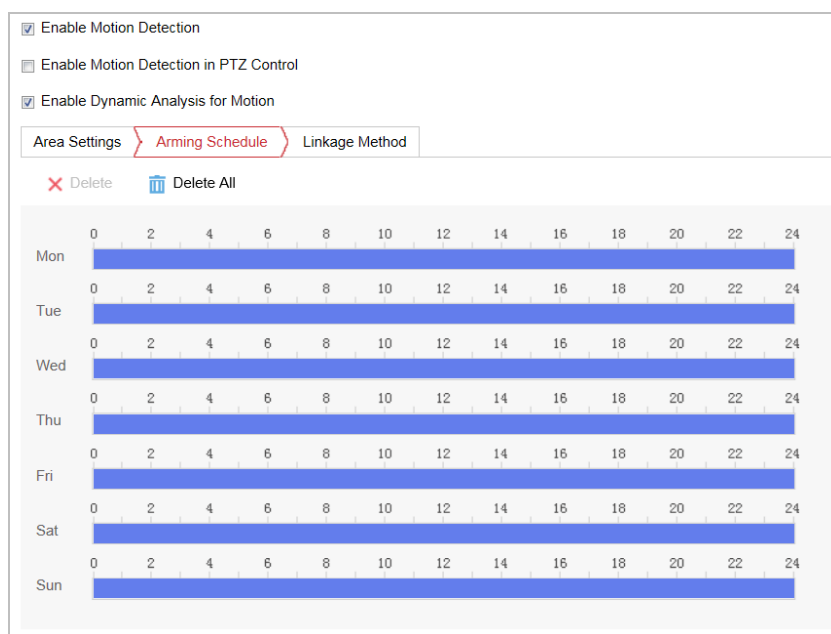 Enable Motion Detection
Enable Motion Detection in PTZ Control
Enable Dynamic Analysis for Motion
Area Settings Arming Schedule Linkage Method
Delete Delete All
0 2 4 6 8 10 12 14 16 18 20 22 24
Mon
0 2 4 6 8 10 12 14 16 18 20 22 24
Tue
0 2 4 6 8 10 12 14 16 18 20 22 24
Wed
0 2 4 6 8 10 12 14 16 18 20 22 24
Thu
0 2 4 6 8 10 12 14 16 18 20 22 24
Fri
0 2 4 6 8 10 12 14 16 18 20 22 24
Sat
0 2 4 6 8 10 12 14 16 18 20 22 24
Sun